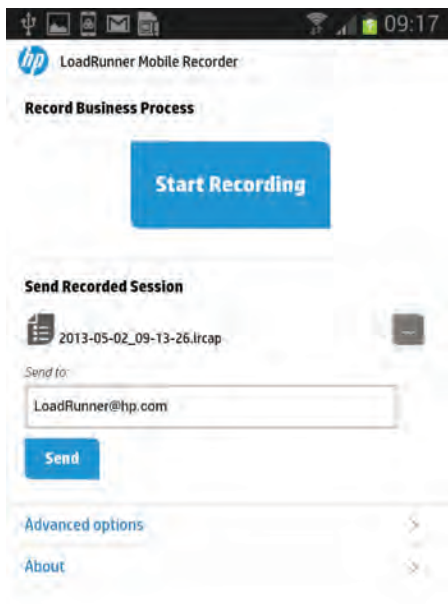 09:17
hp LoadRunner Mobile Recorder
Record Business Process
Start Recording
Send Recorded Session
2013-05-02_09-13-26.lrcap
Send to:
LoadRunner@hp.com
Send
Advanced options
About